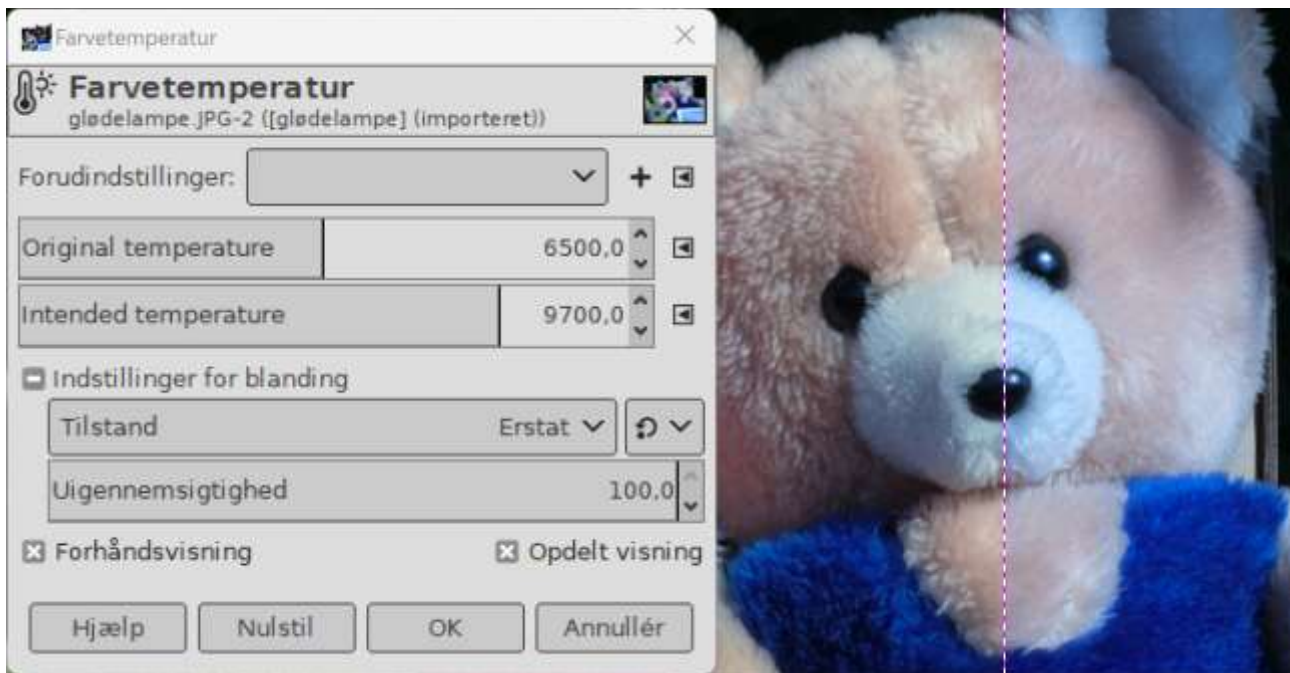 Farvetemperatur
Farvetemperatur
glødelampe.JPG-2 ([glødelampe] (importeret))
Forudindstillinger:
Original temperature 6500,0
Intended temperature 9700,0
Indstillinger for blanding
Tilstand Erstat
Uigennemsigtighed 100,0
Forhåndsvisning Opdelt visning
Hjælp Nulstil OK Annullér